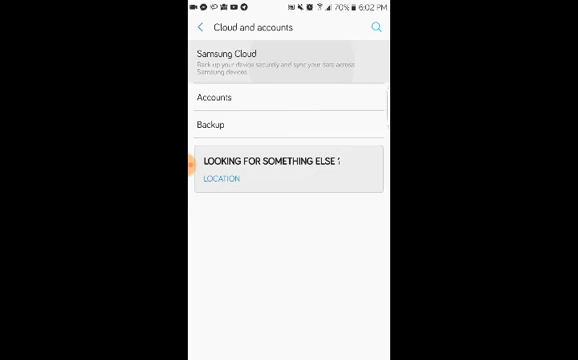 70% 6:02 PM
Cloud and accounts
Samsung Cloud
Back up your device securely and sync your data across
Samsung devices.
Accounts
Backup
LOOKING FOR SOMETHING ELSE ?
LOCATION